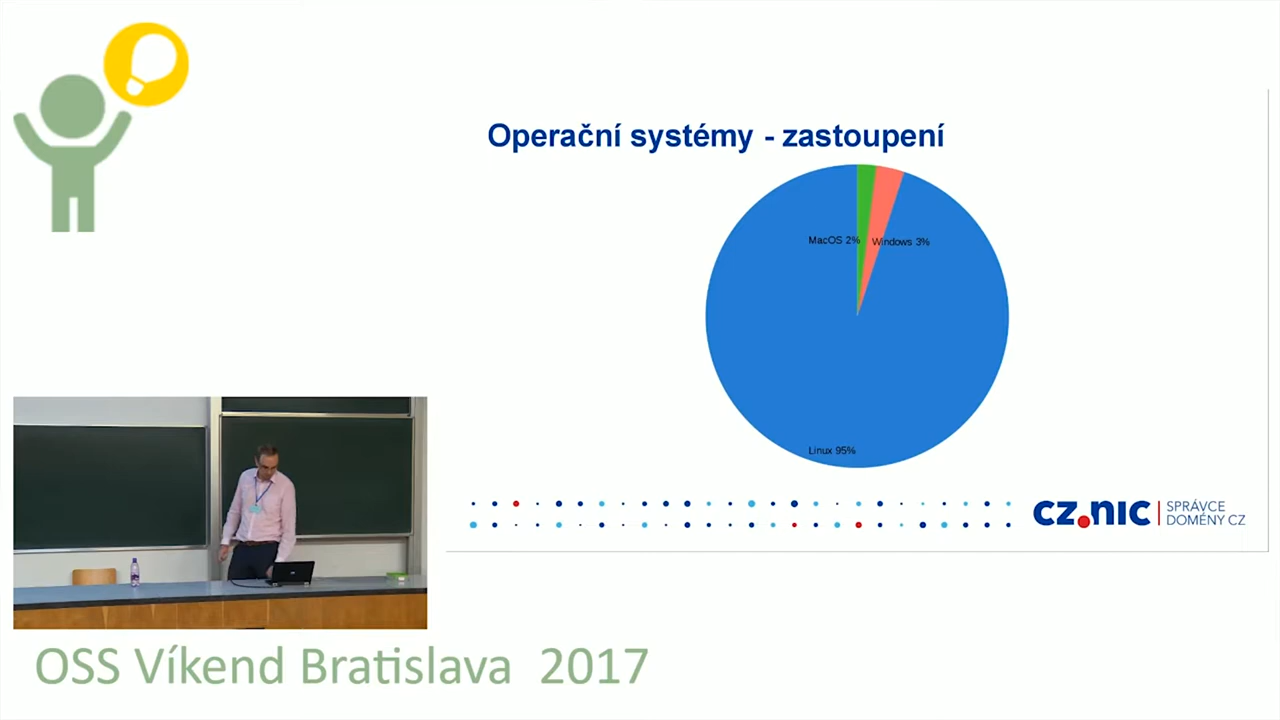 Operační systémy - zastoupení
MacOS 2%
Windows 3%
Linux 95%
CZ.NIC
SPRÁVCE
DOMÉNY CZ
OSS Víkend Bratislava 2017